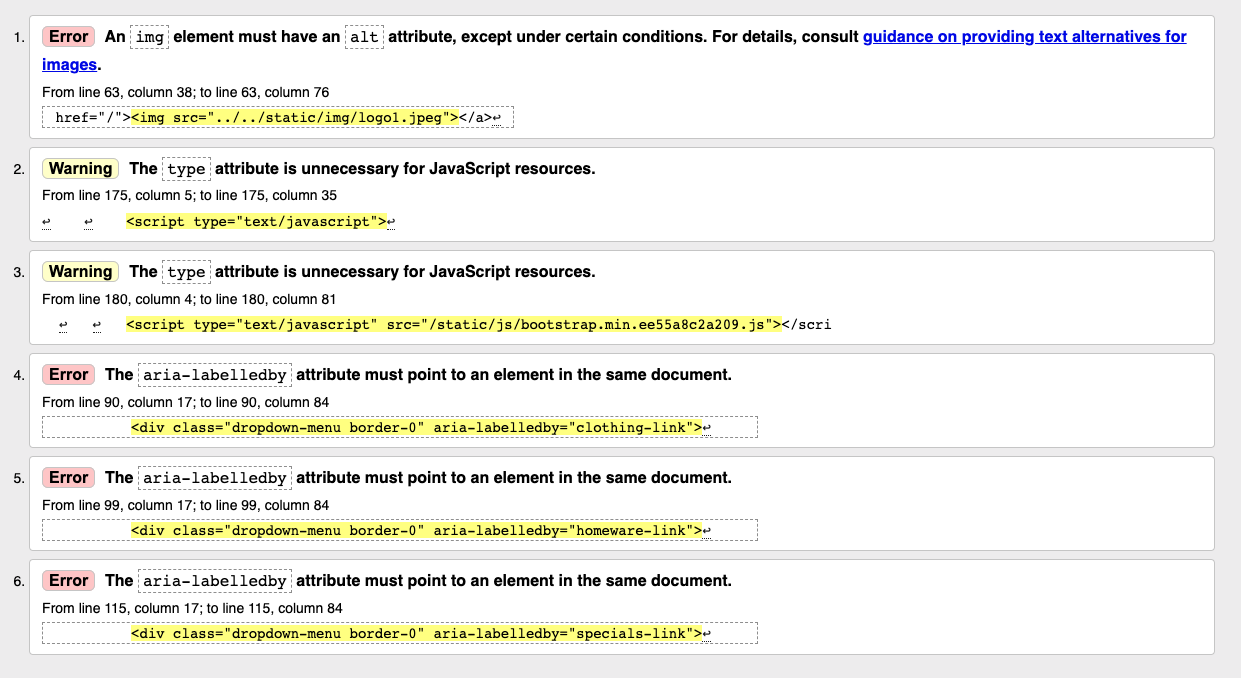 1. Error An img element must have an alt attribute, except under certain conditions. For details, consult guidance on providing text alternatives for
images.
From line 63, column 38; to line 63, column 76
href="/"><img src="../../static/img/logo1.jpeg"></a>↩
2. Warning The type attribute is unnecessary for JavaScript resources.
From line 175, column 5; to line 175, column 35
↩ ↩ <script type="text/javascript">↩
3. Warning The type attribute is unnecessary for JavaScript resources.
From line 180, column 4; to line 180, column 81
↩ ↩ <script type="text/javascript" src="/static/js/bootstrap.min.ee55a8c2a209.js"></scri
4. Error The aria-labelledby attribute must point to an element in the same document.
From line 90, column 17; to line 90, column 84
<div class="dropdown-menu border-0" aria-labelledby="clothing-link">↩
5. Error The aria-labelledby attribute must point to an element in the same document.
From line 99, column 17; to line 99, column 84
<div class="dropdown-menu border-0" aria-labelledby="homeware-link">↩
6. Error The aria-labelledby attribute must point to an element in the same document.
From line 115, column 17; to line 115, column 84
<div class="dropdown-menu border-0" aria-labelledby="specials-link">↩